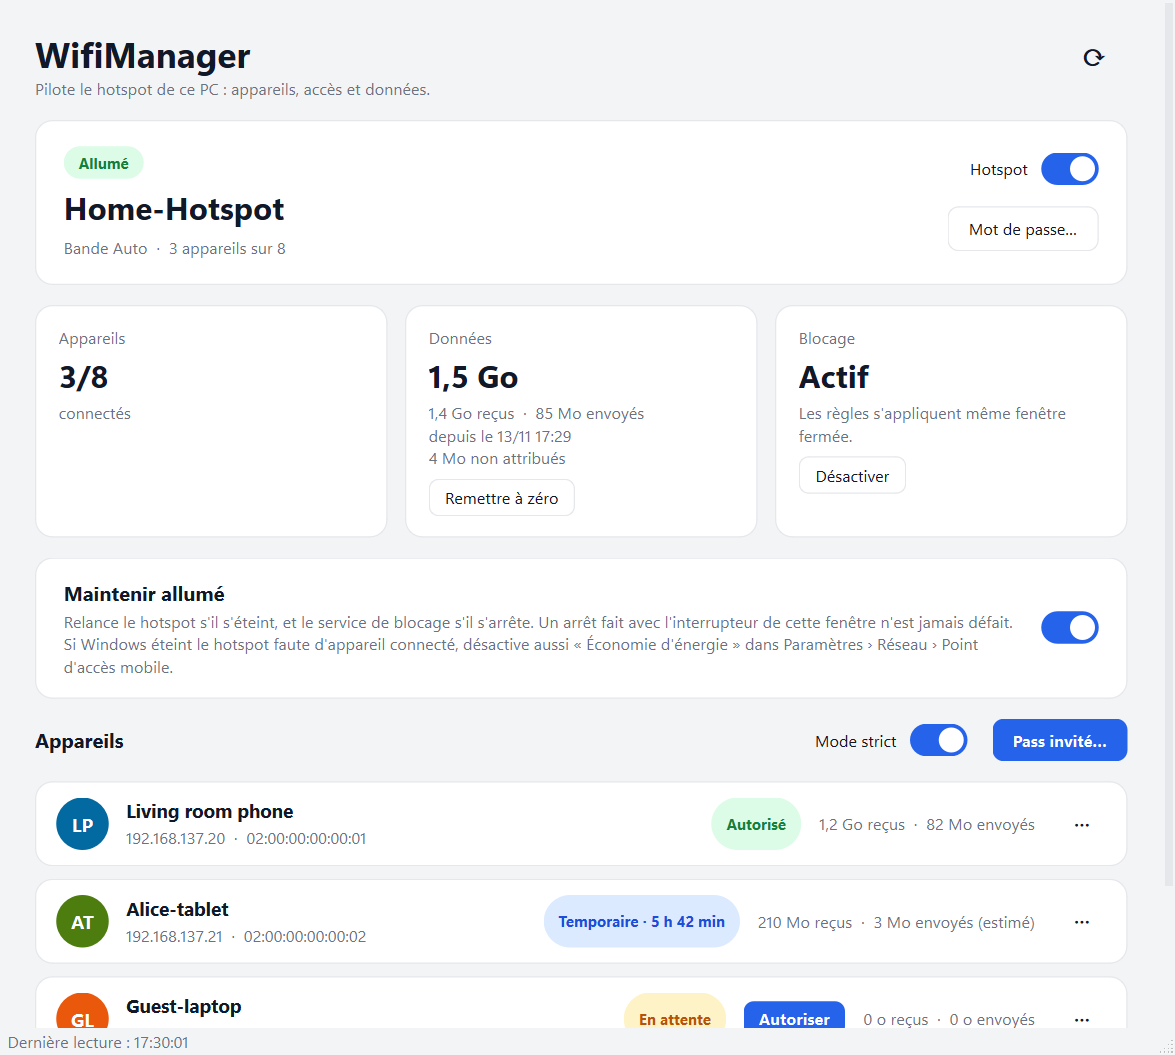 WifiManager
⟳
Pilote le hotspot de ce PC : appareils, accès et données.
Allumé
Home-Hotspot
Bande Auto · 3 appareils sur 8
Hotspot
Mot de passe...
Appareils
3/8
connectés
Données
1,5 Go
1,4 Go reçus · 85 Mo envoyés
depuis le 13/11 17:29
4 Mo non attribués
Remettre à zéro
Blocage
Actif
Les règles s'appliquent même fenêtre
fermée.
Désactiver
Maintenir allumé
Relance le hotspot s'il s'éteint, et le service de blocage s'il s'arrête. Un arrêt fait avec l'interrupteur de cette fenêtre n'est jamais défait.
Si Windows éteint le hotspot faute d'appareil connecté, désactive aussi « Économie d'énergie » dans Paramètres › Réseau › Point
d'accès mobile.
Appareils
Mode strict
Pass invité...
LP
Living room phone
192.168.137.20 · 02:00:00:00:00:01
Autorisé
1,2 Go reçus · 82 Mo envoyés
...
AT
Alice-tablet
192.168.137.21 · 02:00:00:00:00:02
Temporaire · 5 h 42 min
210 Mo reçus · 3 Mo envoyés (estimé)
...
GL
Guest-laptop
En attente
Autoriser
0 o reçus · 0 o envoyés
...
Dernière lecture : 17:30:01